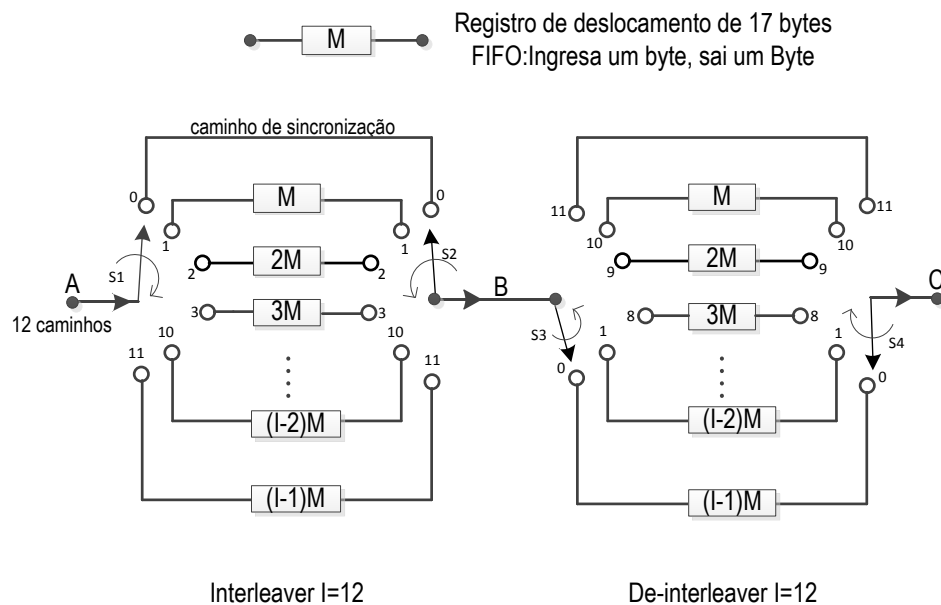 M
Registro de deslocamento de 17 bytes
FIFO:Ingresa um byte, sai um Byte
caminho de sincronização
0
M
0
1
1
S1
S2
2
2M
2
A
12 caminhos
3
3M
3
10
10
11
11
(I-2)M
(I-1)M
B
11
M
11
10
10
9
2M
9
C
8
3M
8
S3
S4
1
1
0
0
(I-2)M
(I-1)M
Interleaver I=12
De-interleaver I=12